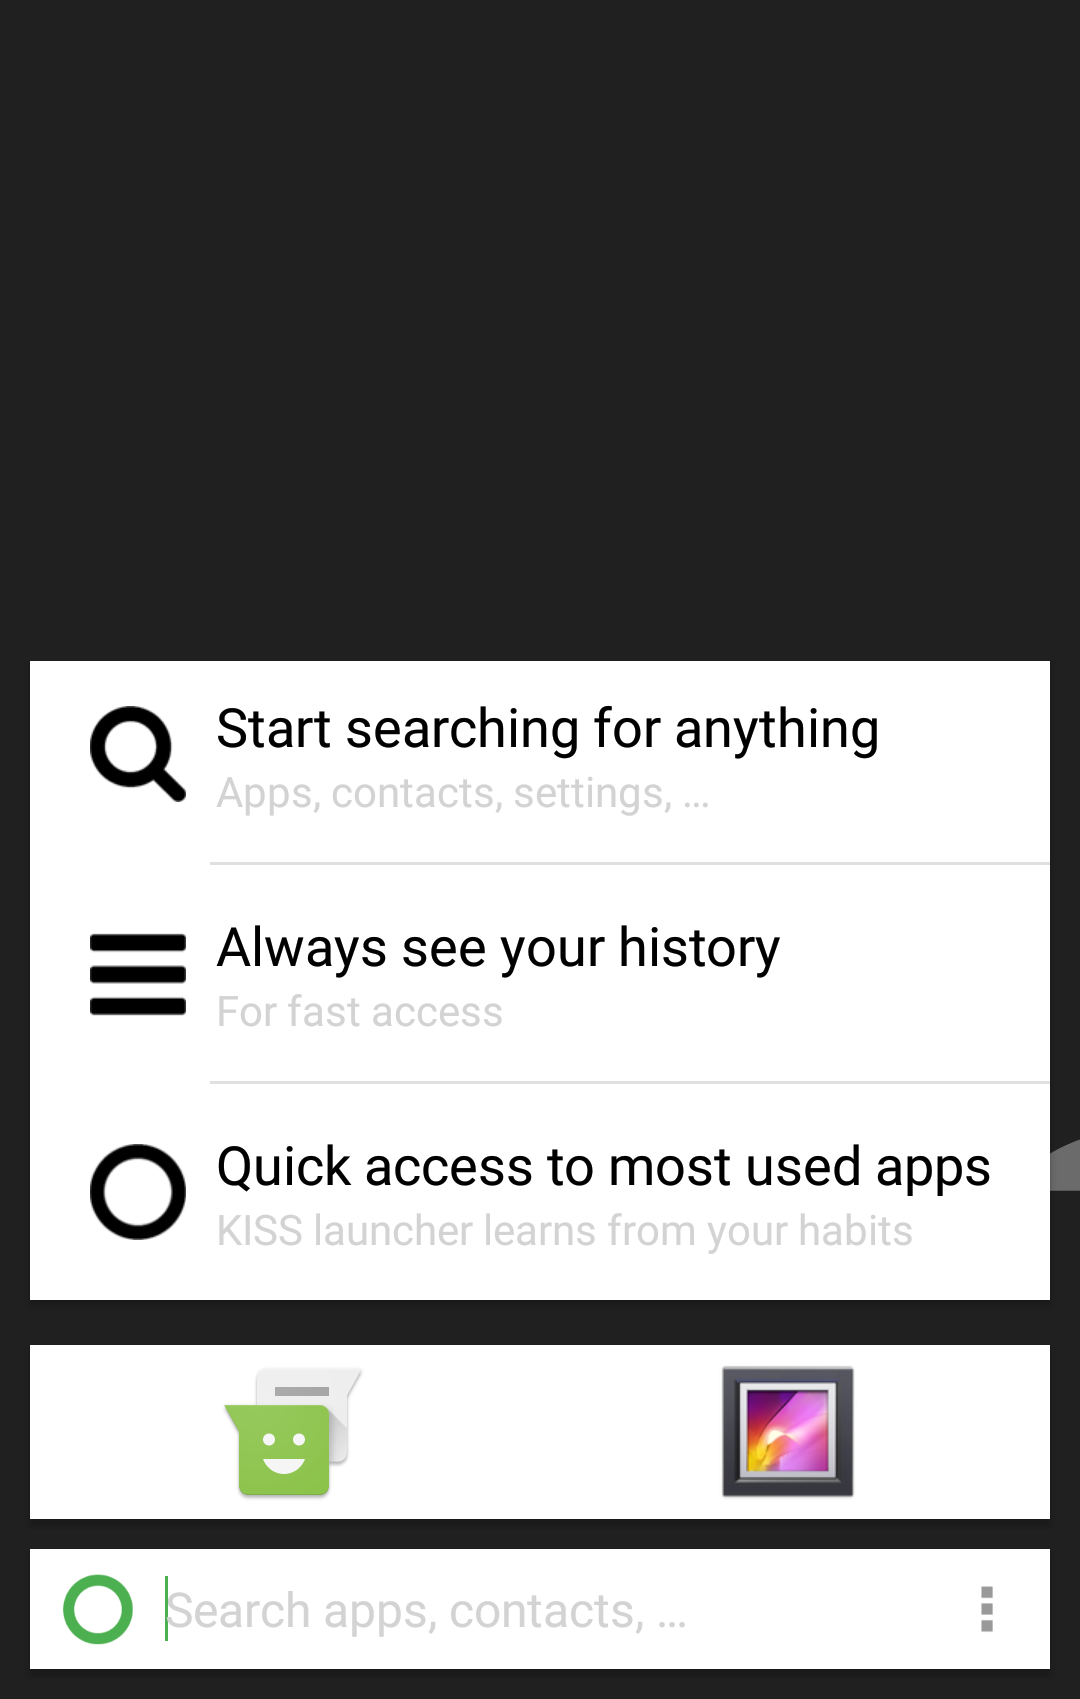 Start searching for anything
Apps, contacts, settings, ...
Always see your history
For fast access
Quick access to most used apps
KISS launcher learns from your habits
Search apps, contacts, ...